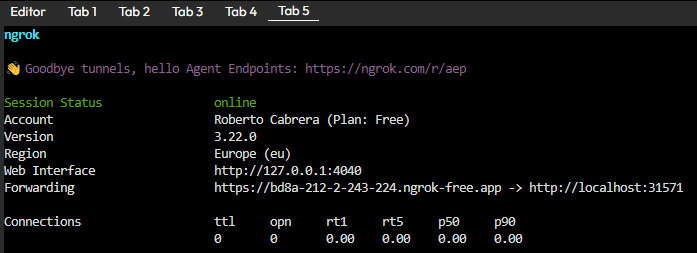 Editor Tab 1 Tab 2 Tab 3 Tab 4 Tab 5
ngrok
👋 Goodbye tunnels, hello Agent Endpoints: https://ngrok.com/r/aep
Session Status online
Account Roberto Cabrera (Plan: Free)
Version 3.22.0
Region Europe (eu)
Web Interface http://127.0.0.1:4040
Forwarding https://bd8a-212-2-243-224.ngrok-free.app -> http://localhost:31571
Connections ttl opn rt1 rt5 p50 p90
0 0 0.00 0.00 0.00 0.00